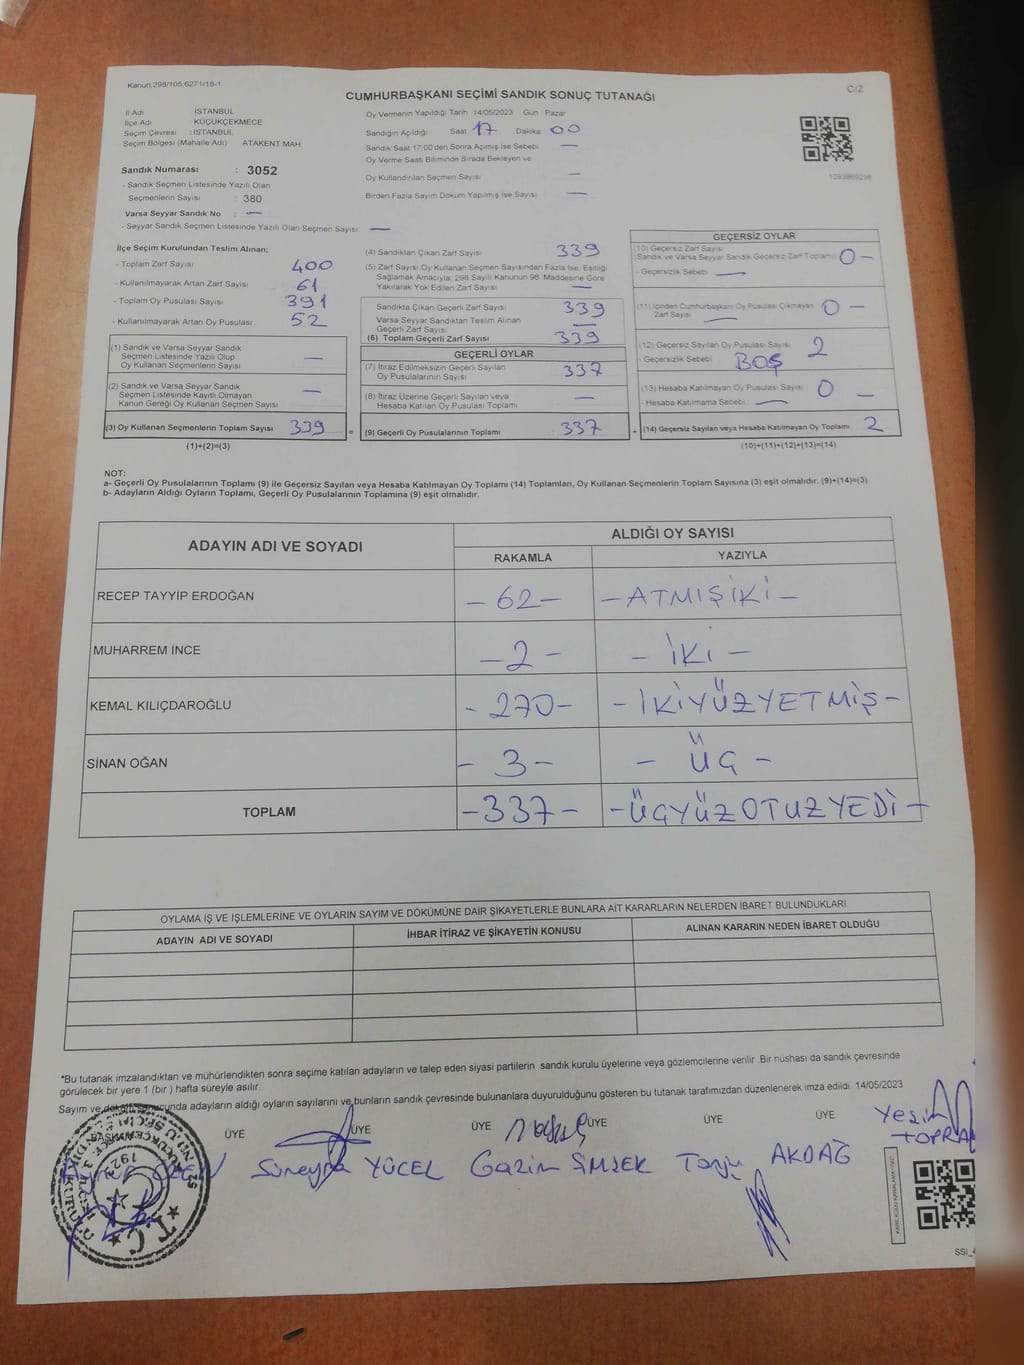 Kanun.298/105,6271/18-1
C/2
CUMHURBAŞKANI SEÇİMİ SANDIK SONUÇ TUTANAĞI
İl Adı : İSTANBUL
İlçe Adı : KÜÇÜKÇEKMECE
Seçim Çevresi : İSTANBUL
Seçim Bölgesi (Mahalle Adı) ATAKENT MAH
Sandık Numarası : 3052
- Sandık Seçmen Listesinde Yazılı Olan
Seçmenlerin Sayısı : 380
Varsa Seyyar Sandık No : —
- Seyyar Sandık Seçmen Listesinde Yazılı Olan Seçmen Sayısı: —
Oy Vermenin Yapıldığı Tarih 14/05/2023 Gün Pazar
Sandığın Açıldığı Saat 17 Dakika 00
Sandık Saat 17:00'den Sonra Açılmış İse Sebebi —
Oy Verme Saati Bitiminde Sırada Bekleyen ve
Oy Kullandırılan Seçmen Sayısı —
Birden Fazla Sayım Döküm Yapılmış İse Sayısı —
1093869298
İlçe Seçim Kurulundan Teslim Alınan;
- Toplam Zarf Sayısı 400
- Kullanılmayarak Artan Zarf Sayısı 61
- Toplam Oy Pusulası Sayısı 391
- Kullanılmayarak Artan Oy Pusulası 52
(1) Sandık ve Varsa Seyyar Sandık
Seçmen Listesinde Yazılı Olup
Oy Kullanan Seçmenlerin Sayısı —
(2) Sandık ve Varsa Seyyar Sandık
Seçmen Listesinde Kayıtlı Olmayan
Kanun Gereği Oy Kullanan Seçmen Sayısı —
(3) Oy Kullanan Seçmenlerin Toplam Sayısı 339 =
(1)+(2)=(3)
(4) Sandıktan Çıkan Zarf Sayısı 339
(5) Zarf Sayısı Oy Kullanan Seçmen Sayısından Fazla İse, Eşitliği
Sağlamak Amacıyla; 298 Sayılı Kanunun 98. Maddesine Göre
Yakılarak Yok Edilen Zarf Sayısı —
Sandıkta Çıkan Geçerli Zarf Sayısı 339
Varsa Seyyar Sandıktan Teslim Alınan
Geçerli Zarf Sayısı —
(6) Toplam Geçerli Zarf Sayısı 339
GEÇERLİ OYLAR
(7) İtiraz Edilmeksizin Geçerli Sayılan
Oy Pusulalarının Sayısı 337
(8) İtiraz Üzerine Geçerli Sayılan veya
Hesaba Katılan Oy Pusulası Toplamı —
(9) Geçerli Oy Pusulalarının Toplamı 337 +
GEÇERSİZ OYLAR
(10) Geçersiz Zarf Sayısı
(Sandık ve Varsa Seyyar Sandık Geçersiz Zarf Toplamı) 0 —
- Geçersizlik Sebebi : —
(11) İçinden Cumhurbaşkanı Oy Pusulası Çıkmayan
Zarf Sayısı — 0 —
(12) Geçersiz Sayılan Oy Pusulası Sayısı 2
- Geçersizlik Sebebi: BOŞ
(13) Hesaba Katılmayan Oy Pusulası Sayısı 0 —
- Hesaba Katılmama Sebebi : —
(14) Geçersiz Sayılan veya Hesaba Katılmayan Oy Toplamı 2
(10)+(11)+(12)+(13)=(14)
NOT:
a- Geçerli Oy Pusulalarının Toplamı (9) ile Geçersiz Sayılan veya Hesaba Katılmayan Oy Toplamı (14) Toplamları, Oy Kullanan Seçmenlerin Toplam Sayısına (3) eşit olmalıdır. (9)+(14)=(3)
b- Adayların Aldığı Oyların Toplamı, Geçerli Oy Pusulalarının Toplamına (9) eşit olmalıdır.
ADAYIN ADI VE SOYADI
ALDIĞI OY SAYISI
RAKAMLA YAZIYLA
RECEP TAYYİP ERDOĞAN – 62 – – ATMIŞİKİ –
MUHARREM İNCE – 2 – – İKİ –
KEMAL KILIÇDAROĞLU – 270 – – İKİYÜZYETMİŞ –
SİNAN OĞAN – 3 – – ÜÇ –
TOPLAM – 337 – – ÜÇYÜZOTUZYEDİ –
OYLAMA İŞ VE İŞLEMLERİNE VE OYLARIN SAYIM VE DÖKÜMÜNE DAİR ŞİKAYETLERLE BUNLARA AİT KARARLARIN NELERDEN İBARET BULUNDUKLARI
ADAYIN ADI VE SOYADI İHBAR İTİRAZ VE ŞİKAYETİN KONUSU ALINAN KARARIN NEDEN İBARET OLDUĞU
*Bu tutanak imzalandıktan ve mühürlendikten sonra seçime katılan adayların ve talep eden siyasi partilerin sandık kurulu üyelerine veya gözlemcilerine verilir .Bir nüshası da sandık çevresinde
görülecek bir yere 1 (bir ) hafta süreyle asılır.
Sayım ve döküm sonucunda adayların aldığı oyların sayılarını ve bunların sandık çevresinde bulunanlara duyurulduğunu gösteren bu tutanak tarafımızdan düzenlenerek imza edildi. 14/05/2023
BAŞKAN ÜYE ÜYE ÜYE ÜYE ÜYE ÜYE
Süreyya YÜCEL Gazin ŞİMŞEK Tanju AKDAĞ Yesim TOPRA
T.C.
1923